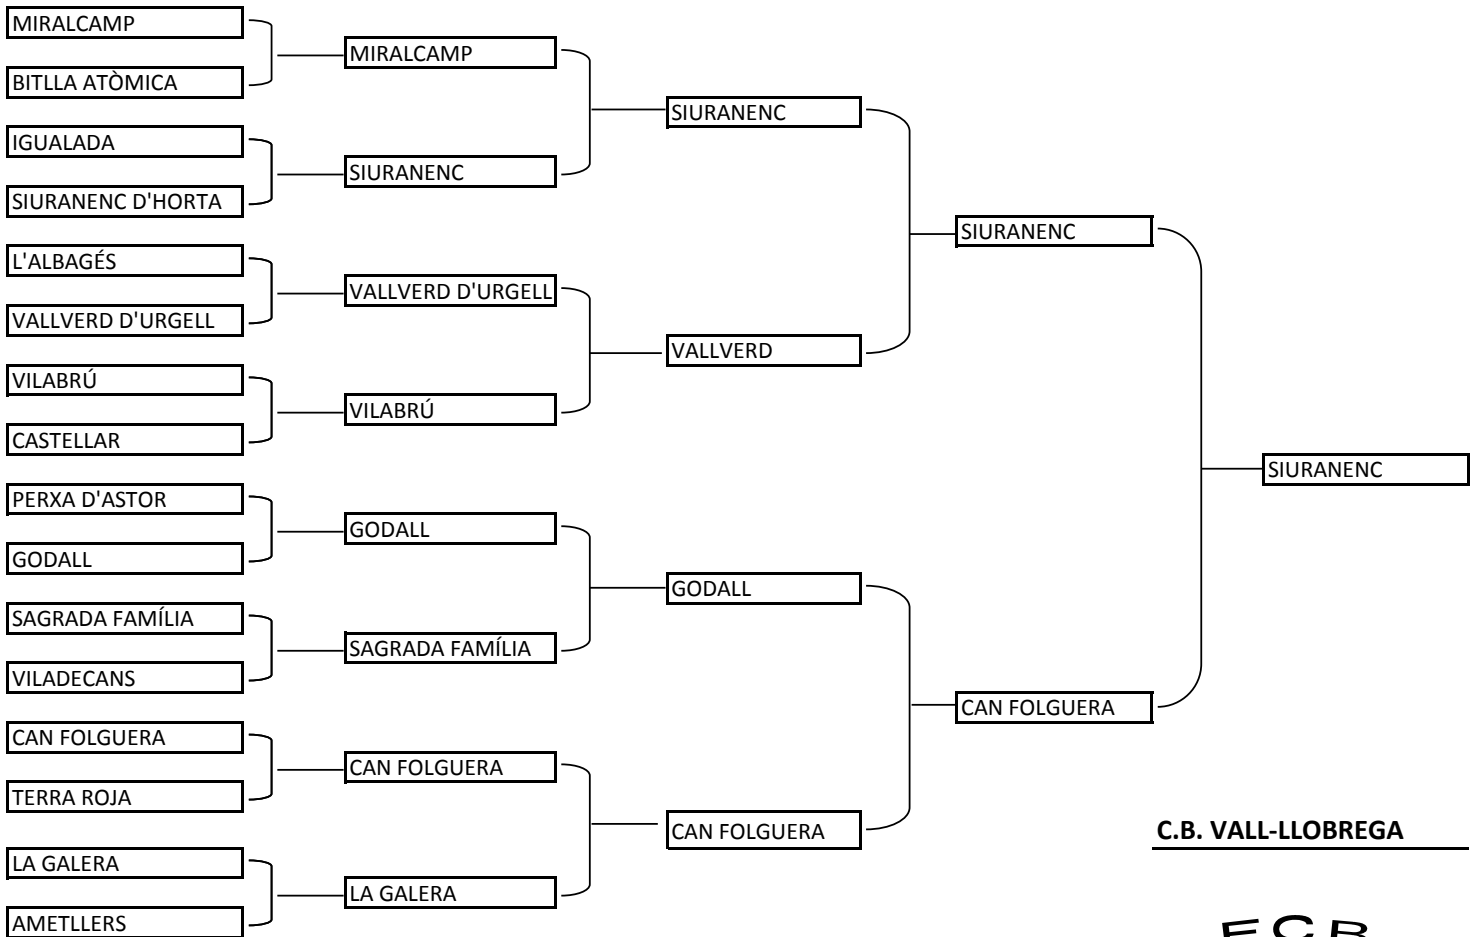 MIRALCAMP
BITLLA ATÒMICA
IGUALADA
SIURANENC D'HORTA
L'ALBAGÉS
VALLVERD D'URGELL
VILABRÚ
CASTELLAR
PERXA D'ASTOR
GODALL
SAGRADA FAMÍLIA
VILADECANS
CAN FOLGUERA
TERRA ROJA
LA GALERA
AMETLLERS
MIRALCAMP
SIURANENC
VALLVERD D'URGELL
VILABRÚ
GODALL
SAGRADA FAMÍLIA
CAN FOLGUERA
LA GALERA
SIURANENC
VALLVERD
GODALL
CAN FOLGUERA
SIURANENC
CAN FOLGUERA
SIURANENC
C.B. VALL-LLOBREGA
FCB